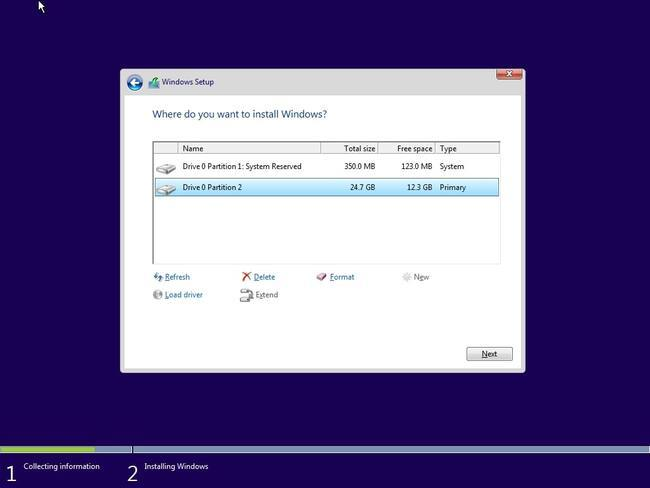 Windows Setup
Where do you want to install Windows?
Name Total size Free space Type
Drive 0 Partition 1: System Reserved 350.0 MB 123.0 MB System
Drive 0 Partition 2 24.7 GB 12.3 GB Primary
Refresh Delete Format New
Load driver Extend
Next
1 Collecting information 2 Installing Windows